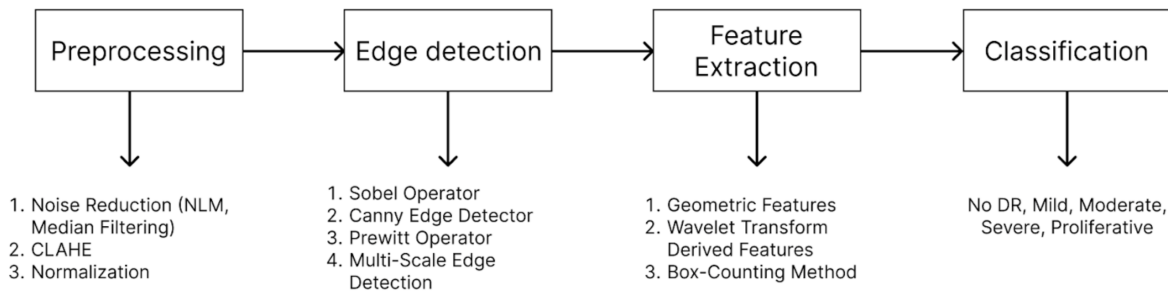 Preprocessing
Edge detection
Feature
Extraction
Classification
1. Noise Reduction (NLM,
Median Filtering)
2. CLAHE
3. Normalization
1. Sobel Operator
2. Canny Edge Detector
3. Prewitt Operator
4. Multi-Scale Edge
Detection
1. Geometric Features
2. Wavelet Transform
Derived Features
3. Box-Counting Method
No DR, Mild, Moderate,
Severe, Proliferative